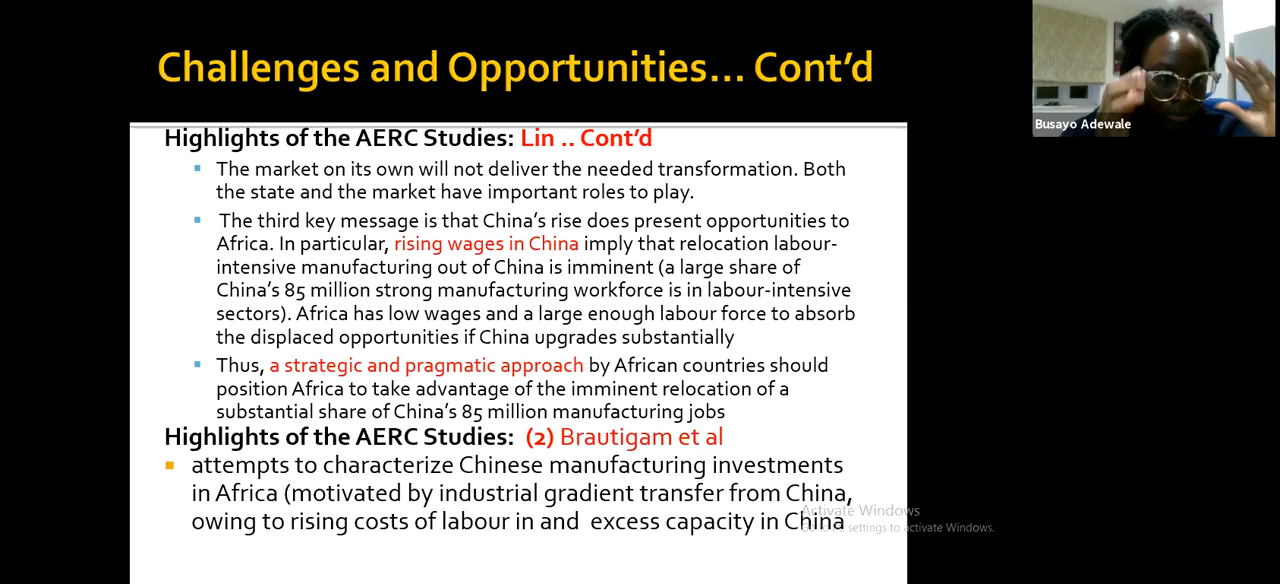 Challenges and Opportunities... Cont'd
Busayo Adewale
Highlights of the AERC Studies: Lin .. Cont'd
▪ The market on its own will not deliver the needed transformation. Both
the state and the market have important roles to play.
▪ The third key message is that China's rise does present opportunities to
Africa. In particular, rising wages in China imply that relocation labour-
intensive manufacturing out of China is imminent (a large share of
China's 85 million strong manufacturing workforce is in labour-intensive
sectors). Africa has low wages and a large enough labour force to absorb
the displaced opportunities if China upgrades substantially
▪ Thus, a strategic and pragmatic approach by African countries should
position Africa to take advantage of the imminent relocation of a
substantial share of China's 85 million manufacturing jobs
Highlights of the AERC Studies: (2) Brautigam et al
▪ attempts to characterize Chinese manufacturing investments
in Africa (motivated by industrial gradient transfer from China,
owing to rising costs of labour in and excess capacity in China
Activate Windows
settings to activate Windows.